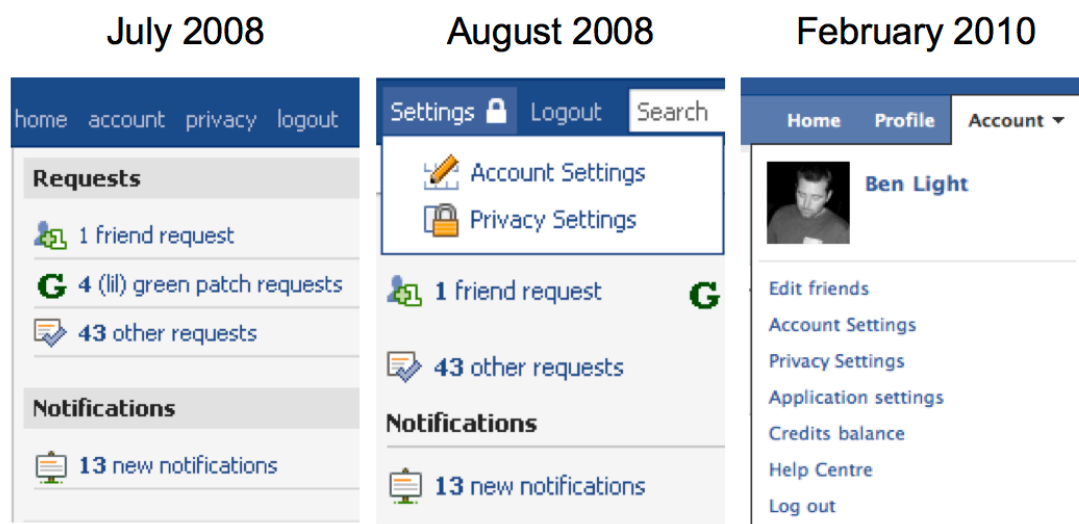 July 2008
home account privacy logout
Requests
1 friend request
G 4 (lil) green patch requests
43 other requests
Notifications
13 new notifications
August 2008
Settings Logout Search
Account Settings
Privacy Settings
1 friend request G
43 other requests
Notifications
13 new notifications
February 2010
Home Profile Account
Ben Light
Edit friends
Account Settings
Privacy Settings
Application settings
Credits balance
Help Centre
Log out